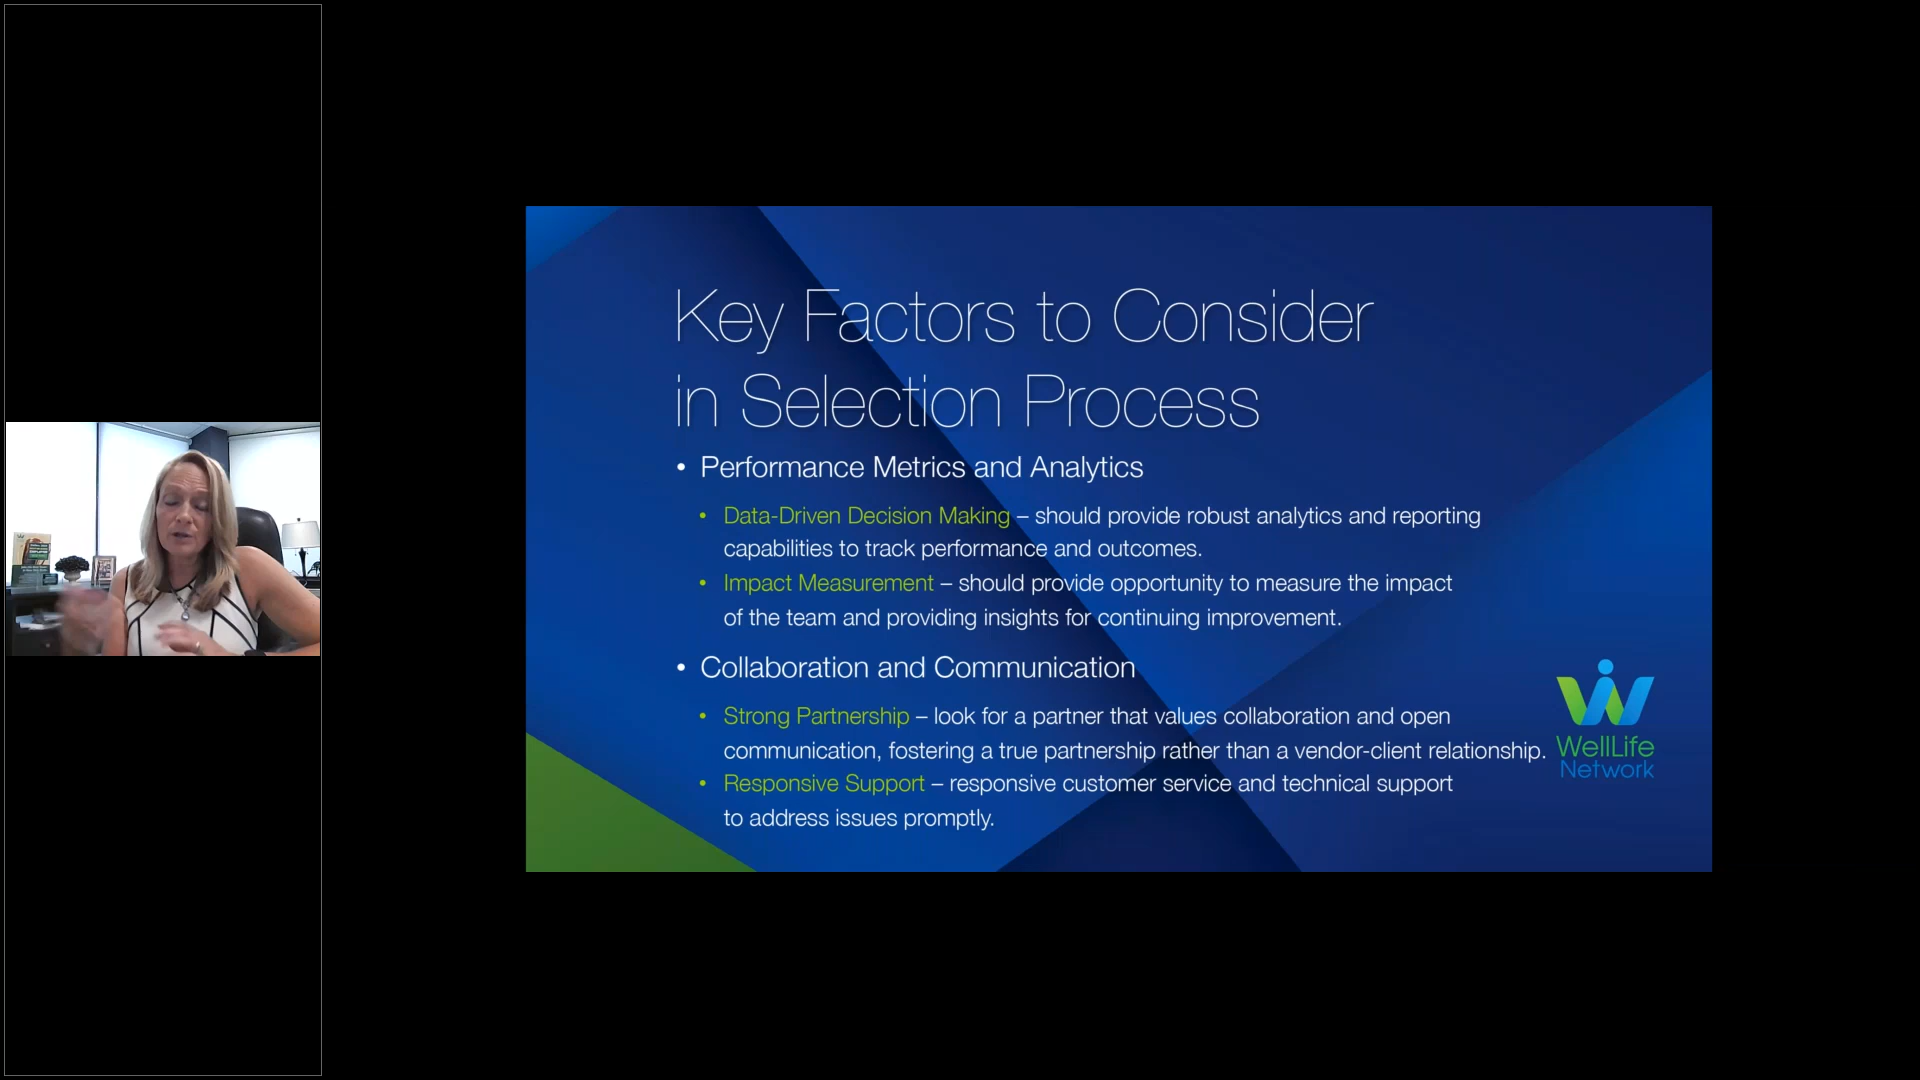 Key Factors to Consider
in Selection Process
• Performance Metrics and Analytics
• Data-Driven Decision Making – should provide robust analytics and reporting
capabilities to track performance and outcomes.
• Impact Measurement – should provide opportunity to measure the impact
of the team and providing insights for continuing improvement.
• Collaboration and Communication
• Strong Partnership – look for a partner that values collaboration and open
communication, fostering a true partnership rather than a vendor-client relationship.
• Responsive Support – responsive customer service and technical support
to address issues promptly.
WellLife
Network